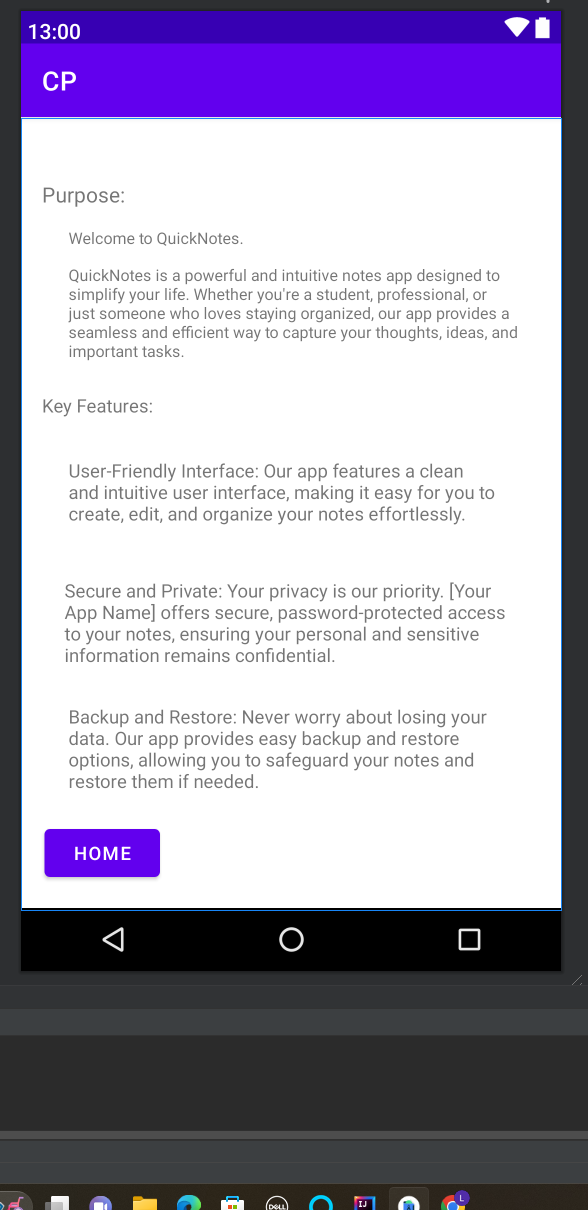 13:00
CP
Purpose:
Welcome to QuickNotes.
QuickNotes is a powerful and intuitive notes app designed to
simplify your life. Whether you're a student, professional, or
just someone who loves staying organized, our app provides a
seamless and efficient way to capture your thoughts, ideas, and
important tasks.
Key Features:
User-Friendly Interface: Our app features a clean
and intuitive user interface, making it easy for you to
create, edit, and organize your notes effortlessly.
Secure and Private: Your privacy is our priority. [Your
App Name] offers secure, password-protected access
to your notes, ensuring your personal and sensitive
information remains confidential.
Backup and Restore: Never worry about losing your
data. Our app provides easy backup and restore
options, allowing you to safeguard your notes and
restore them if needed.
HOME
DELL
IJ
L